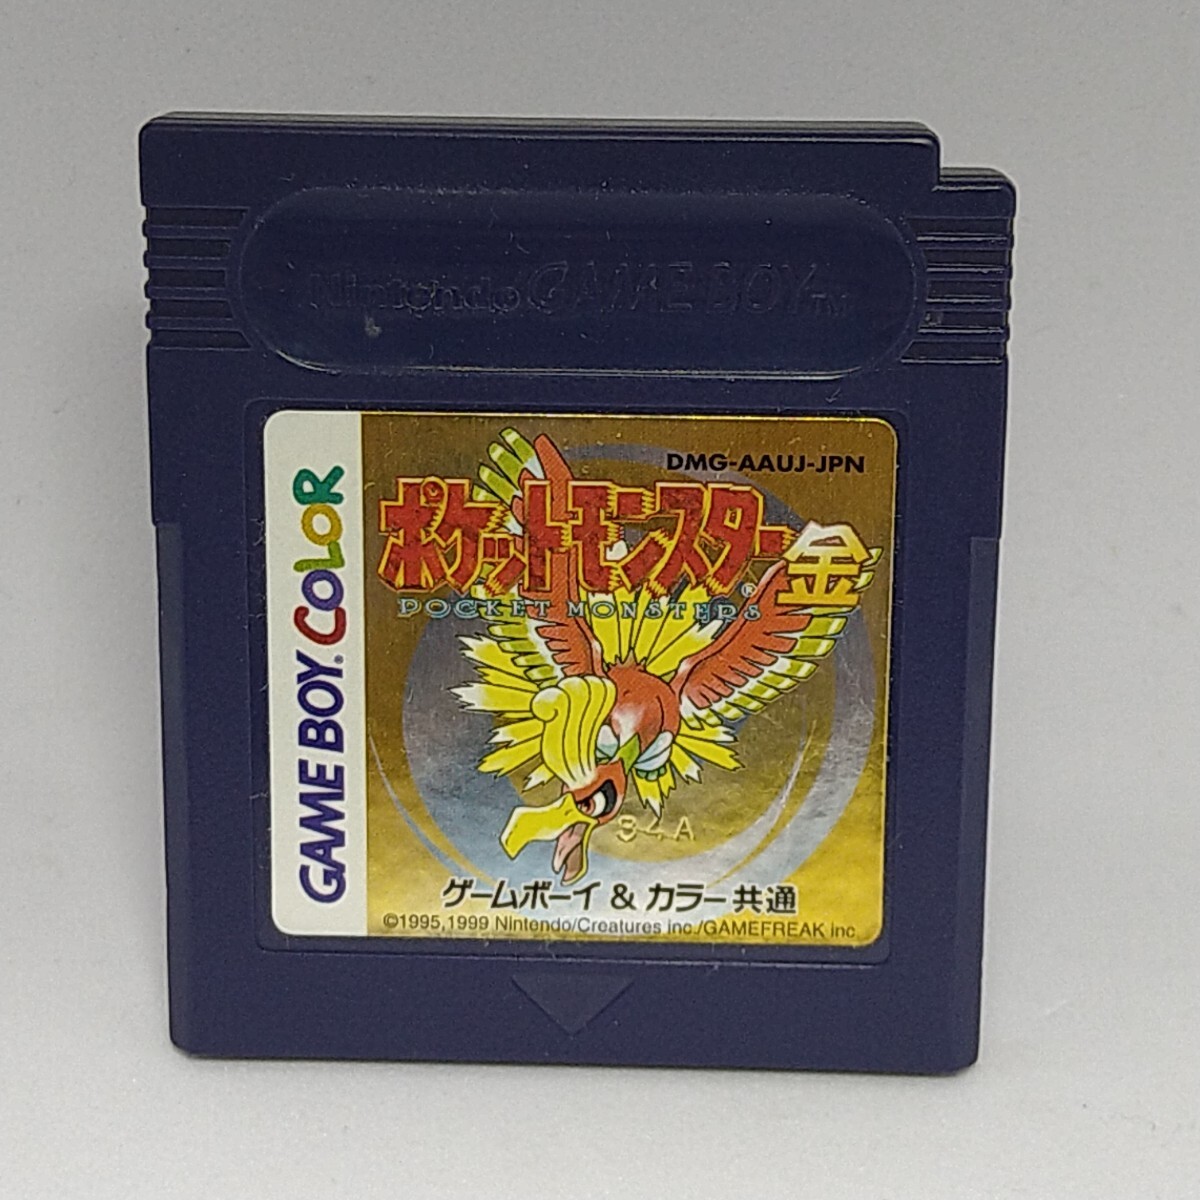 Nintendo GAME BOY TM
GAME BOY COLOR
DMG-AAUJ-JPN
ポケットモンスター金
POCKET MONSTERS®
34A
ゲームボーイ & カラー共通
©1995,1999 Nintendo/Creatures inc./GAMEFREAK inc.